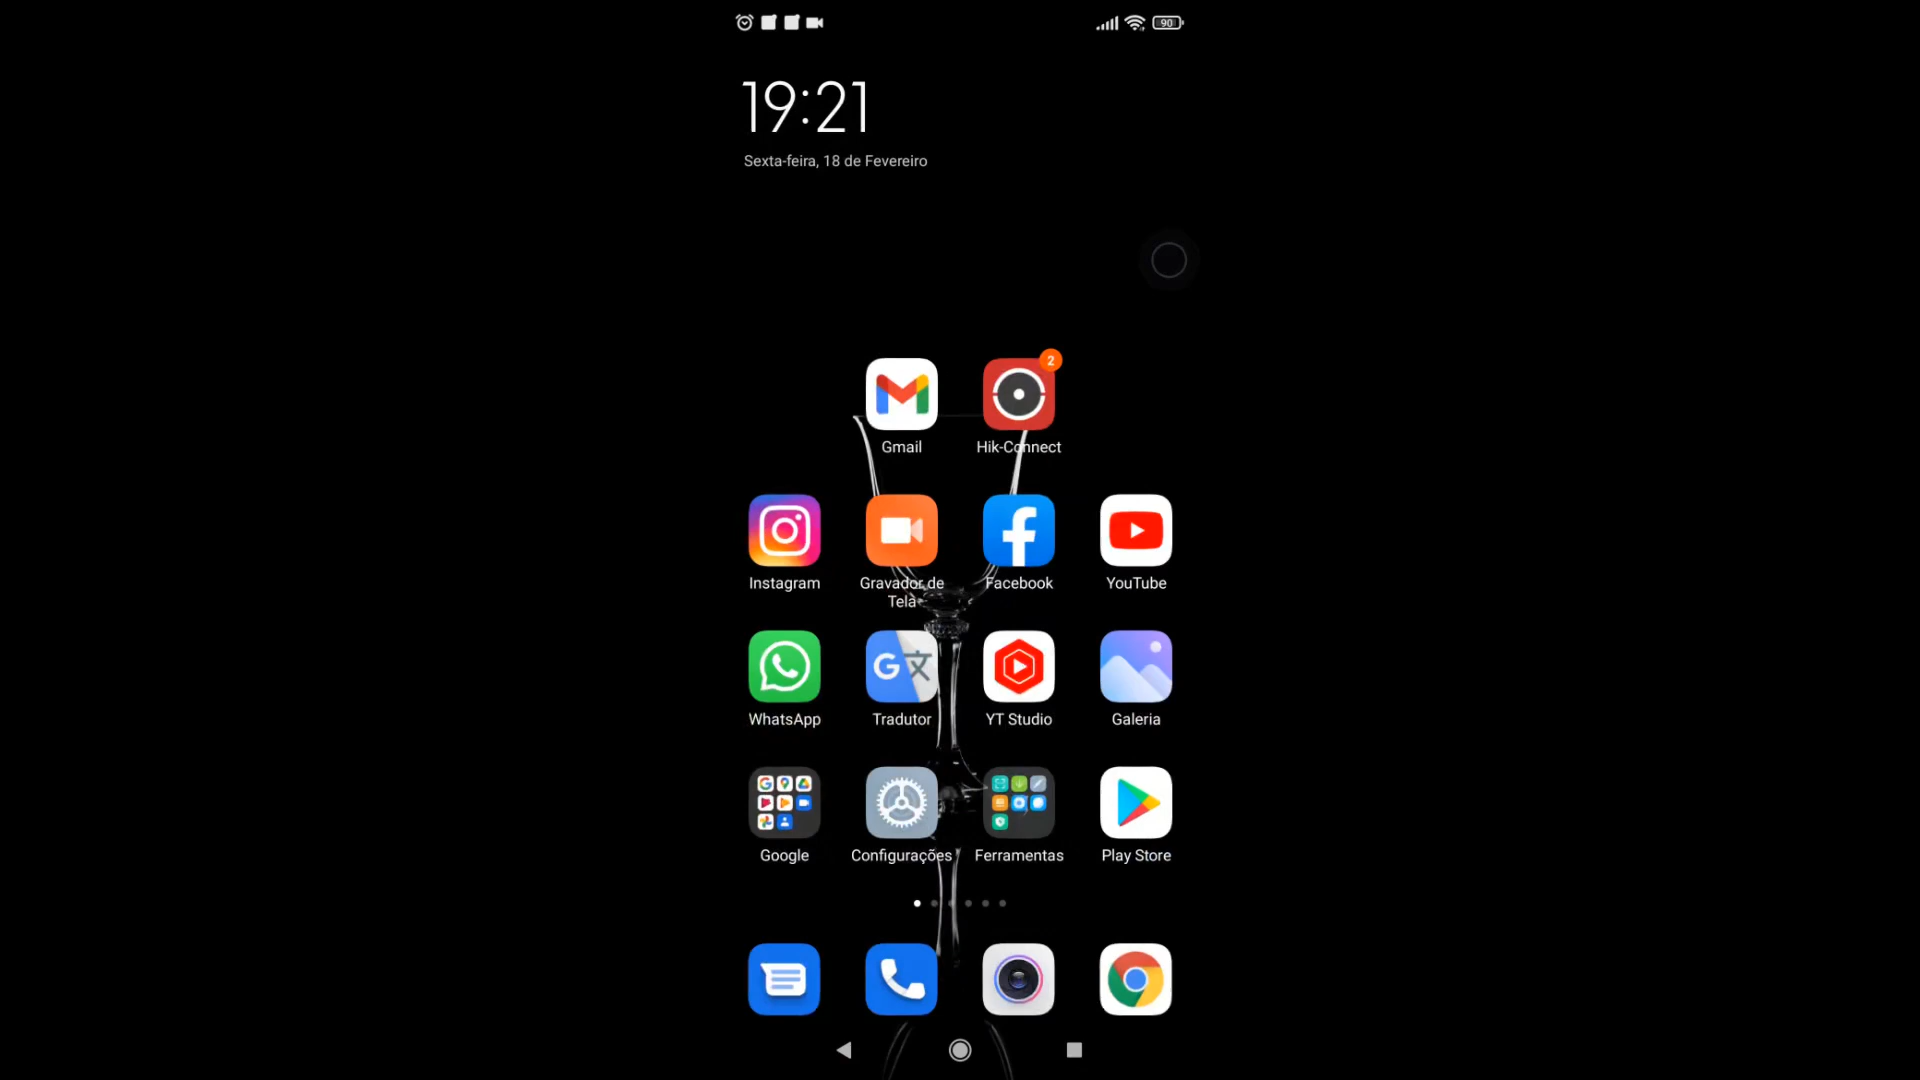 90
19:21
Sexta-feira, 18 de Fevereiro
2
Gmail
Hik-Connect
Instagram
Gravador de
Tela
Facebook
YouTube
WhatsApp
Tradutor
YT Studio
Galeria
Google
Configurações
Ferramentas
Play Store